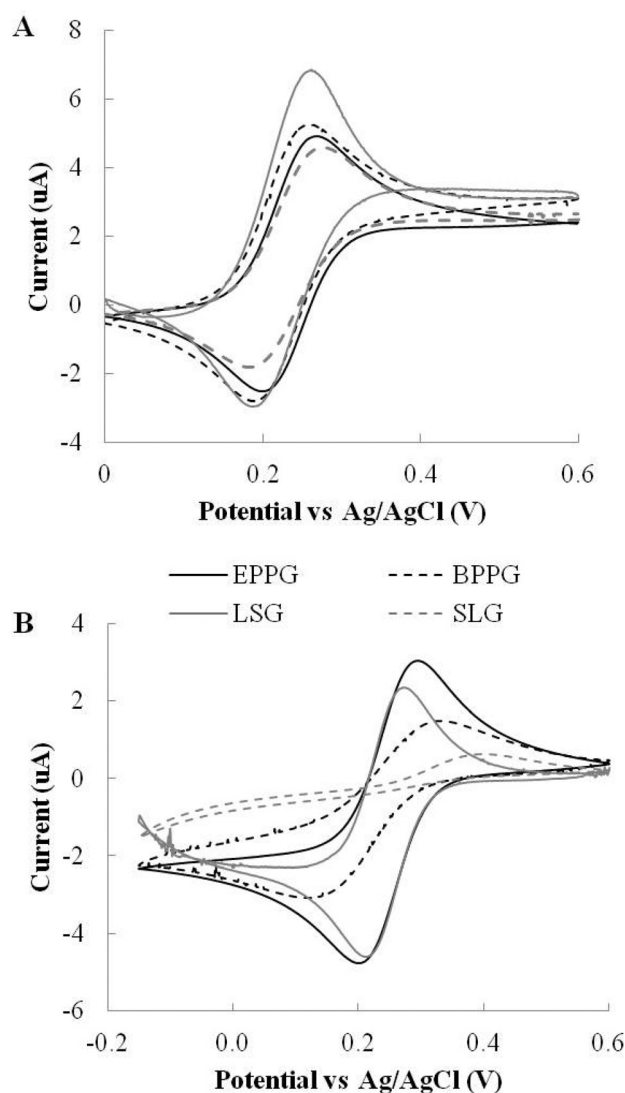 A
8
6
4
2
0
-2
-4
Current (uA)
0 0.2 0.4 0.6
Potential vs Ag/AgCl (V)
EPPG BPPG
LSG SLG
B
4
2
0
-2
-4
-6
Current (uA)
-0.2 0.0 0.2 0.4 0.6
Potential vs Ag/AgCl (V)